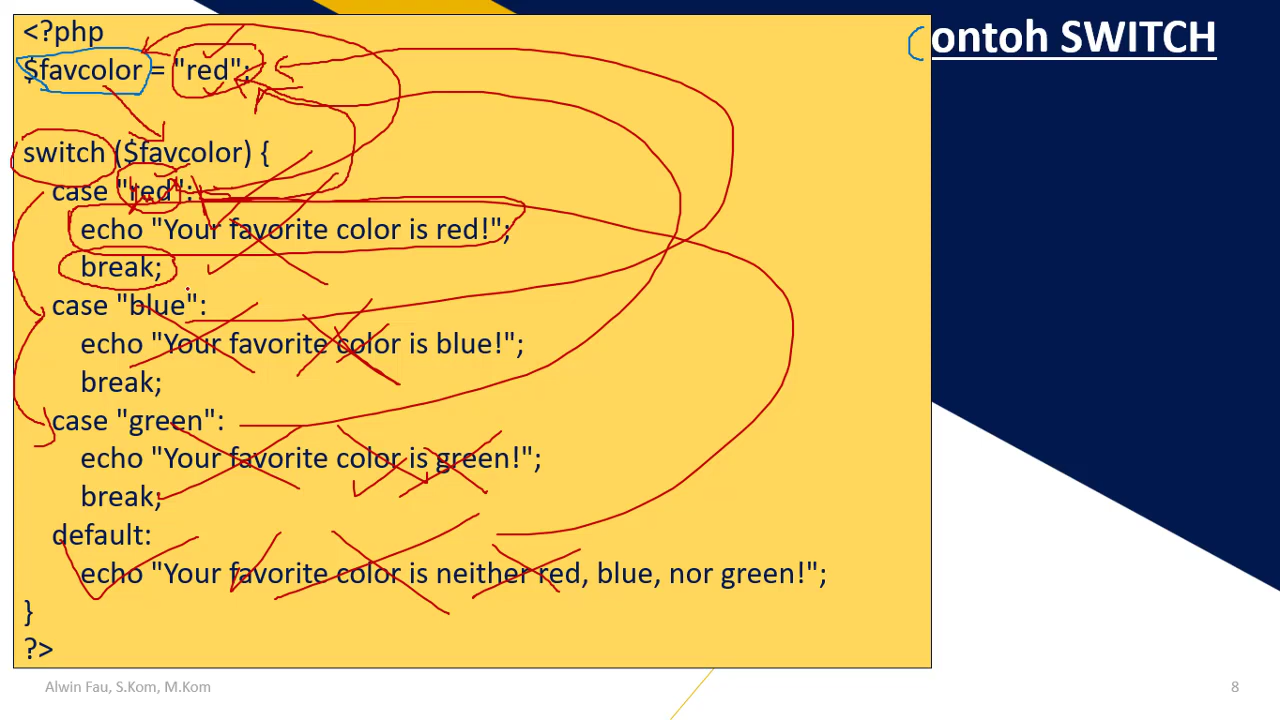 ontoh SWITCH
<?php
$favcolor = "red";
switch ($favcolor) {
case "red":
echo "Your favorite color is red!";
break;
case "blue":
echo "Your favorite color is blue!";
break;
case "green":
echo "Your favorite color is green!";
break;
default:
echo "Your favorite color is neither red, blue, nor green!";
}
?>
Alwin Fau, S.Kom, M.Kom
8